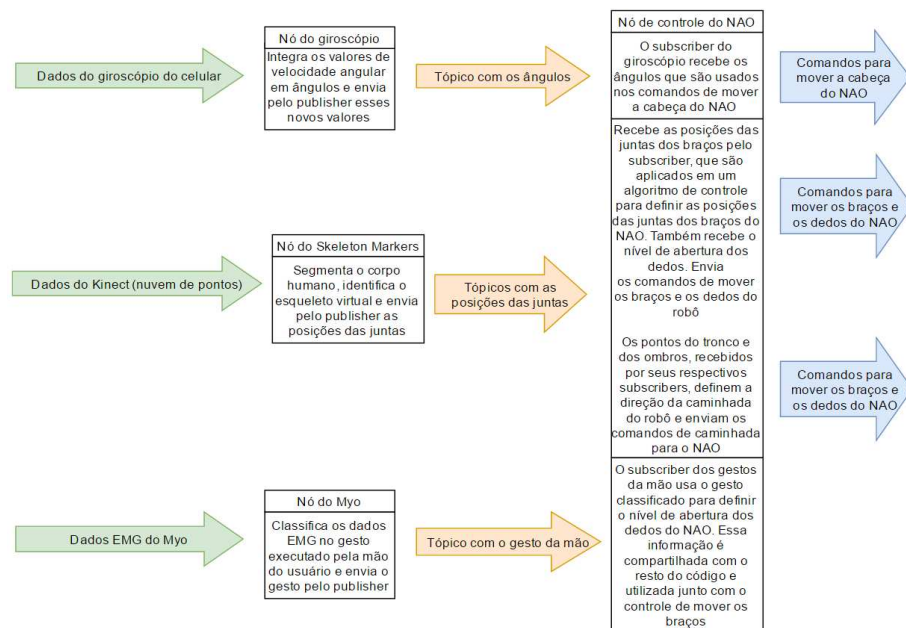 Dados do giroscópio do celular
Nó do giroscópio
Integra os valores de
velocidade angular
em ângulos e envia
pelo publisher esses
novos valores
Tópico com os ângulos
Nó de controle do NAO
O subscriber do
giroscópio recebe os
ângulos que são usados
nos comandos de mover
a cabeça do NAO
Comandos para
mover a cabeça
do NAO
Recebe as posições das
juntas dos braços pelo
subscriber, que são
aplicados em um
algoritmo de controle
para definir as posições
das juntas dos braços do
NAO. Também recebe o
nível de abertura dos
dedos. Envia
os comandos de mover
os braços e os dedos do
robô
Comandos para
mover os braços e
os dedos do NAO
Dados do Kinect (nuvem de pontos)
Nó do Skeleton Markers
Segmenta o corpo
humano, identifica o
esqueleto virtual e envia
pelo publisher as
posições das juntas
Tópicos com as
posições das juntas
Os pontos do tronco e
dos ombros, recebidos
por seus respectivos
subscribers, definem a
direção da caminhada
do robô e enviam os
comandos de caminhada
para o NAO
Comandos para
mover os braços e
os dedos do NAO
Dados EMG do Myo
Nó do Myo
Classifica os dados
EMG no gesto
executado pela mão
do usuário e envia o
gesto pelo publisher
Tópico com o gesto da mão
O subscriber dos gestos
da mão usa o gesto
classificado para definir
o nível de abertura dos
dedos do NAO. Essa
informação é
compartilhada com o
resto do código e
utilizada junto com o
controle de mover os
braços